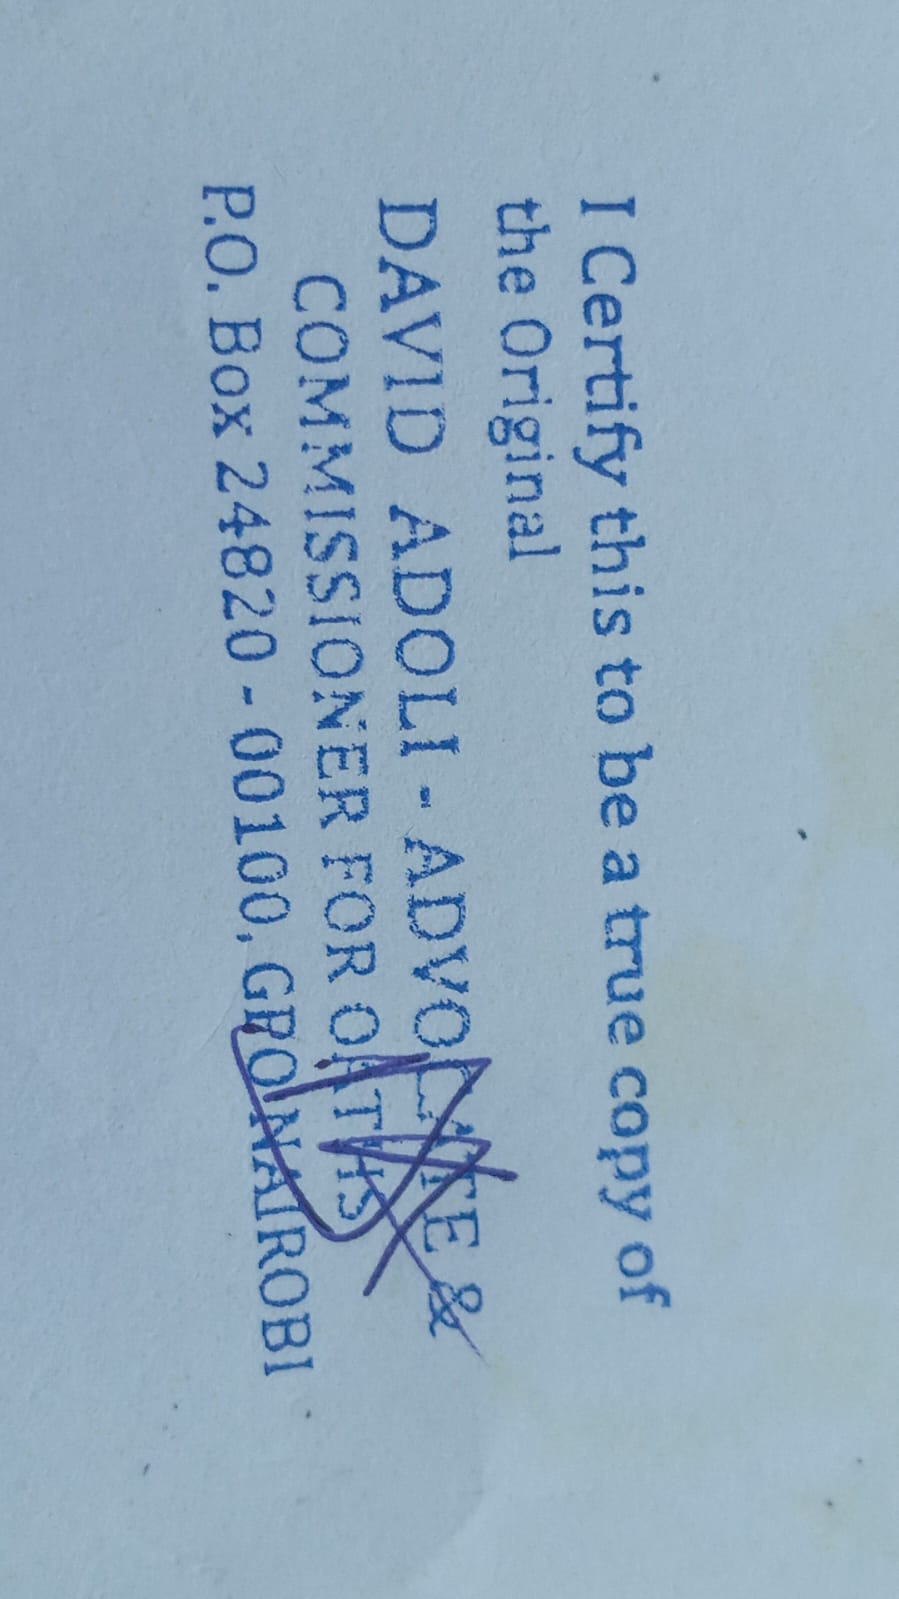 I Certify this to be a true copy of
the Original
DAVID ADOLI - ADVOCATE &
COMMISSIONER FOR OATHS
P.O. Box 24820 - 00100, GPO NAIROBI